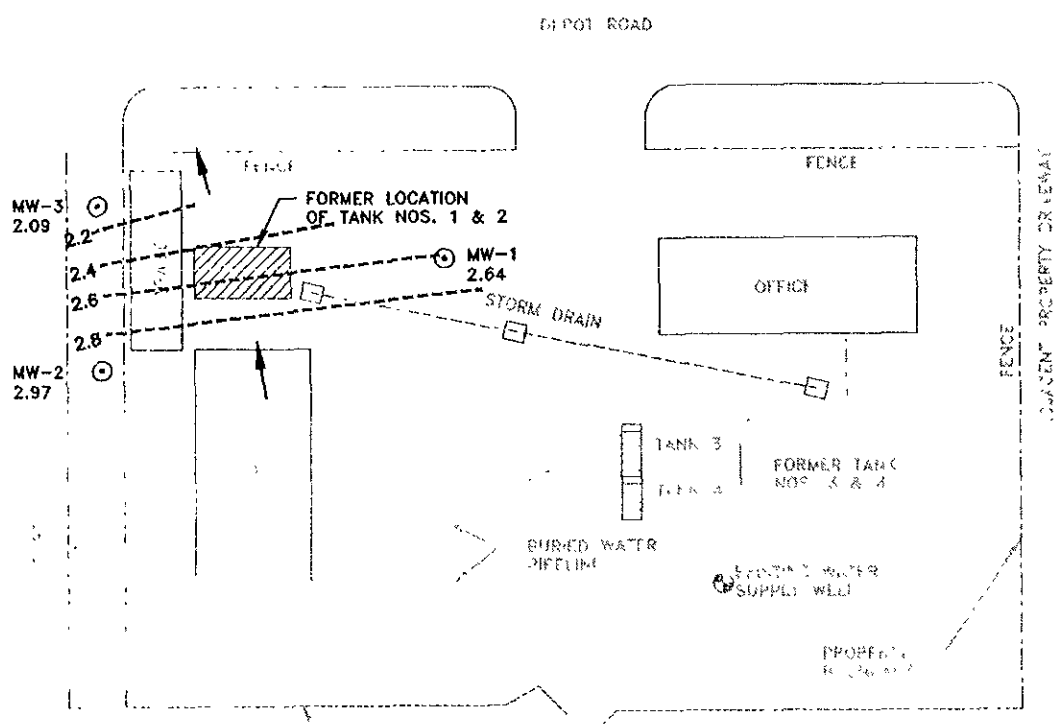 DEPOT ROAD
FENCE
FENCE
MW-3
2.09
FORMER LOCATION
OF TANK NOS. 1 & 2
2.2
2.4
2.6
2.8
MW-1
2.64
OFFICE
STORM DRAIN
FENCE
MW-2
2.97
TANK 3
FORMER TANK
NOS. &
BURIED WATER
PIPELINE
WATER
SUPPLY WELL
PROPERTY